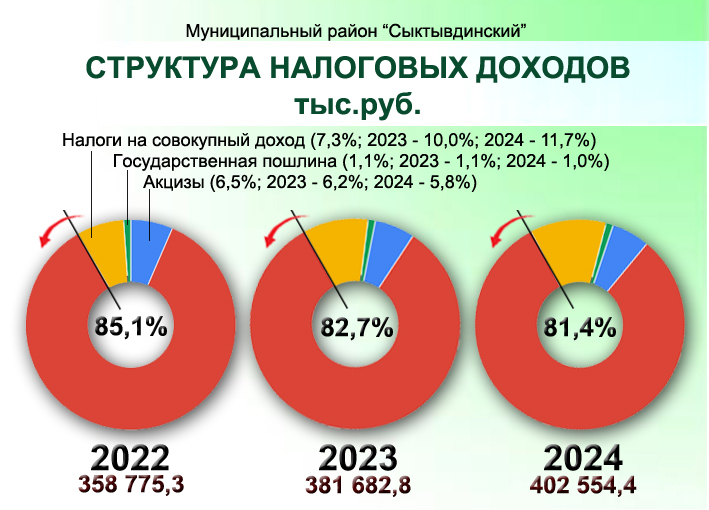 Муниципальный район “Сыктывдинский”
СТРУКТУРА НАЛОГОВЫХ ДОХОДОВ
тыс.руб.
Налоги на совокупный доход (7,3%; 2023 - 10,0%; 2024 - 11,7%)
Государственная пошлина (1,1%; 2023 - 1,1%; 2024 - 1,0%)
Акцизы (6,5%; 2023 - 6,2%; 2024 - 5,8%)
85,1% 82,7% 81,4%
2022 2023 2024
358 775,3 381 682,8 402 554,4